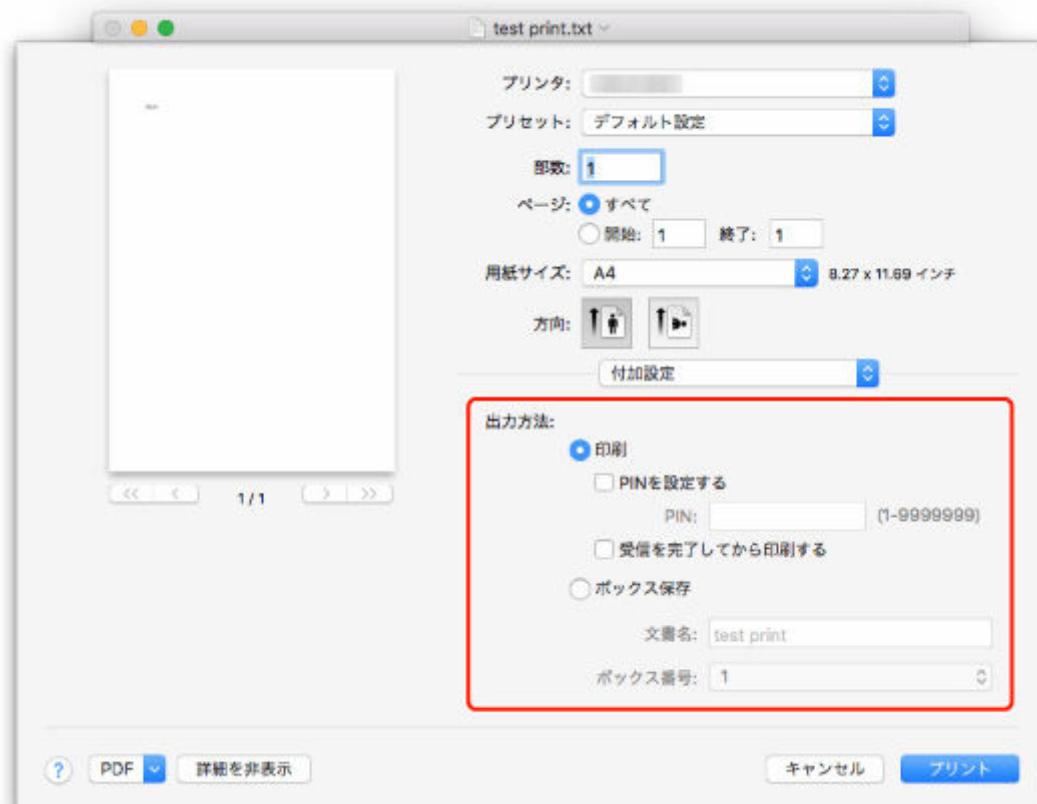 test print.txt
プリンタ:
プリセット: デフォルト設定
部数: 1
ページ: すべて
開始: 1 終了: 1
用紙サイズ: A4 8.27 x 11.69 インチ
方向:
付加設定
出力方法:
印刷
PINを設定する
PIN: (1-9999999)
受信を完了してから印刷する
ボックス保存
文書名: test print
ボックス番号: 1
<< < 1 / 1 > >>
? PDF 詳細を非表示 キャンセル プリント